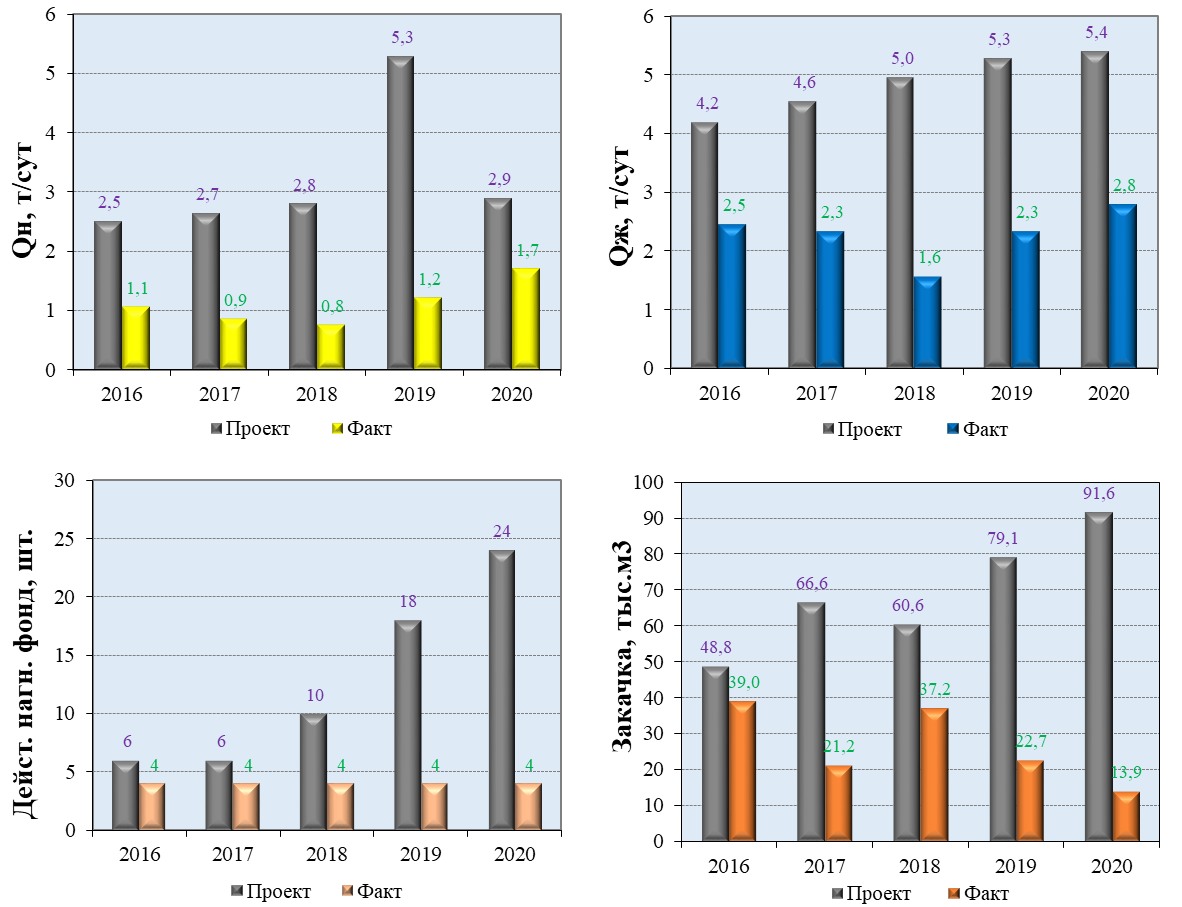 Qн, т/сут
6
5
4
3
2
1
0
2,5 2,7 2,8 5,3 2,9
1,1 0,9 0,8 1,2 1,7
2016 2017 2018 2019 2020
Проект Факт
Qж, т/сут
6
5
4
3
2
1
0
4,2 4,6 5,0 5,3 5,4
2,5 2,3 1,6 2,3 2,8
2016 2017 2018 2019 2020
Проект Факт
Дейст. нагн. фонд, шт.
30
25
20
15
10
5
0
6 6 10 18 24
4 4 4 4 4
2016 2017 2018 2019 2020
Проект Факт
Закачка, тыс.м3
100
90
80
70
60
50
40
30
20
10
0
48,8 66,6 60,6 79,1 91,6
39,0 21,2 37,2 22,7 13,9
2016 2017 2018 2019 2020
Проект Факт